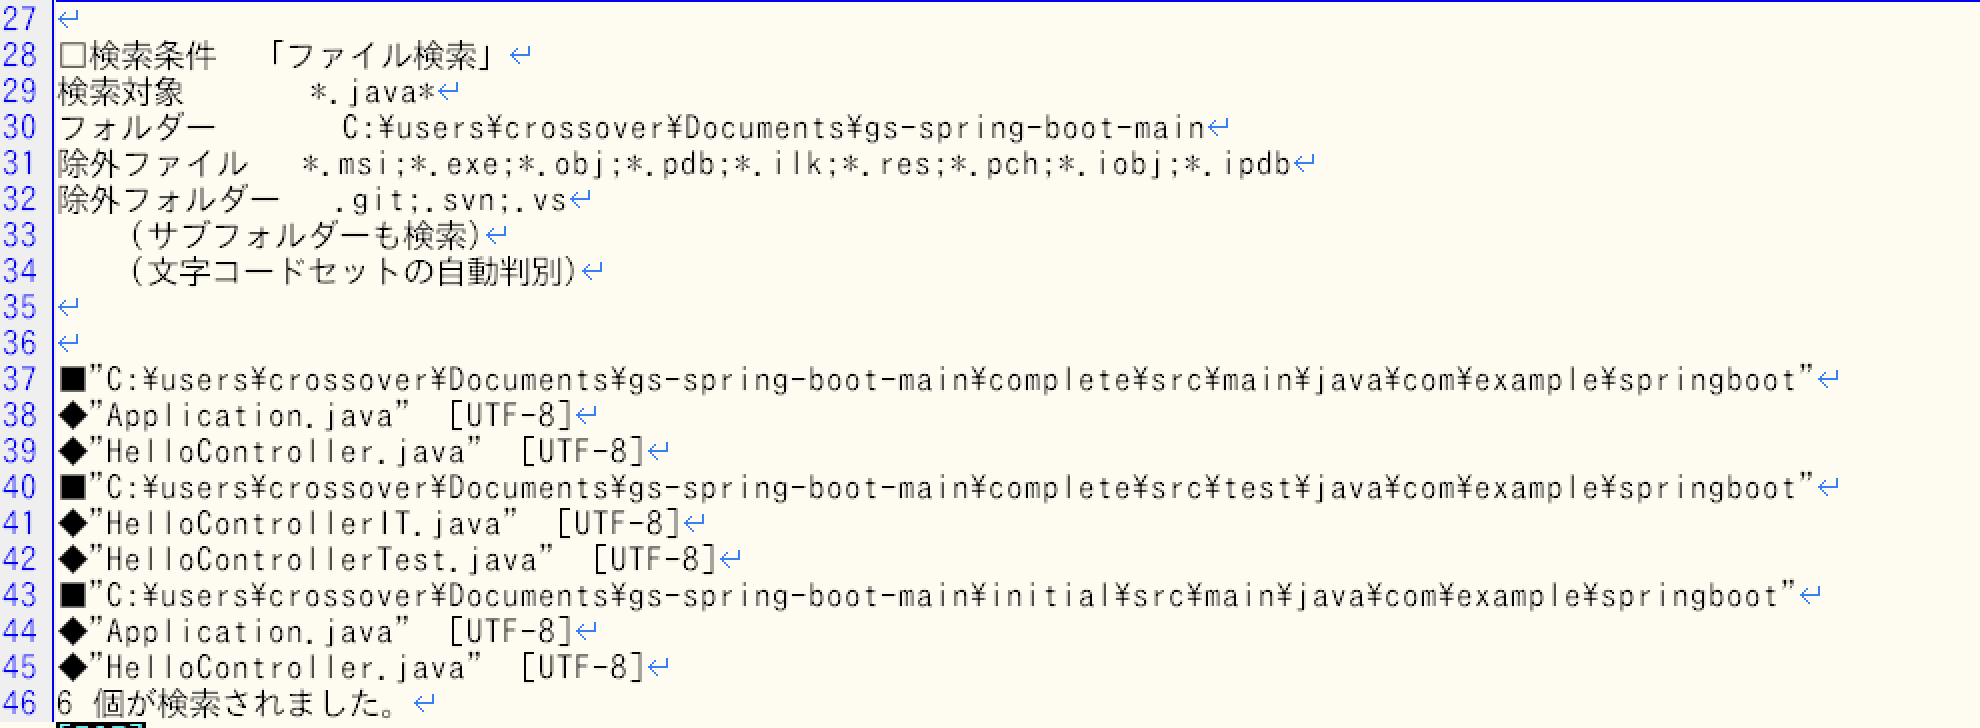 27 ↵
28 □検索条件　「ファイル検索」↵
29 検索対象　　　　*.java*↵
30 フォルダー　　　　C:¥users¥crossover¥Documents¥gs-spring-boot-main↵
31 除外ファイル　 *.msi;*.exe;*.obj;*.pdb;*.ilk;*.res;*.pch;*.iobj;*.ipdb↵
32 除外フォルダー　 .git;.svn;.vs↵
33 　　(サブフォルダーも検索)↵
34 　　(文字コードセットの自動判別)↵
35 ↵
36 ↵
37 ■"C:¥users¥crossover¥Documents¥gs-spring-boot-main¥complete¥src¥main¥java¥com¥example¥springboot"↵
38 ◆"Application.java"  [UTF-8]↵
39 ◆"HelloController.java"  [UTF-8]↵
40 ■"C:¥users¥crossover¥Documents¥gs-spring-boot-main¥complete¥src¥test¥java¥com¥example¥springboot"↵
41 ◆"HelloControllerIT.java"  [UTF-8]↵
42 ◆"HelloControllerTest.java"  [UTF-8]↵
43 ■"C:¥users¥crossover¥Documents¥gs-spring-boot-main¥initial¥src¥main¥java¥com¥example¥springboot"↵
44 ◆"Application.java"  [UTF-8]↵
45 ◆"HelloController.java"  [UTF-8]↵
46 6 個が検索されました。↵